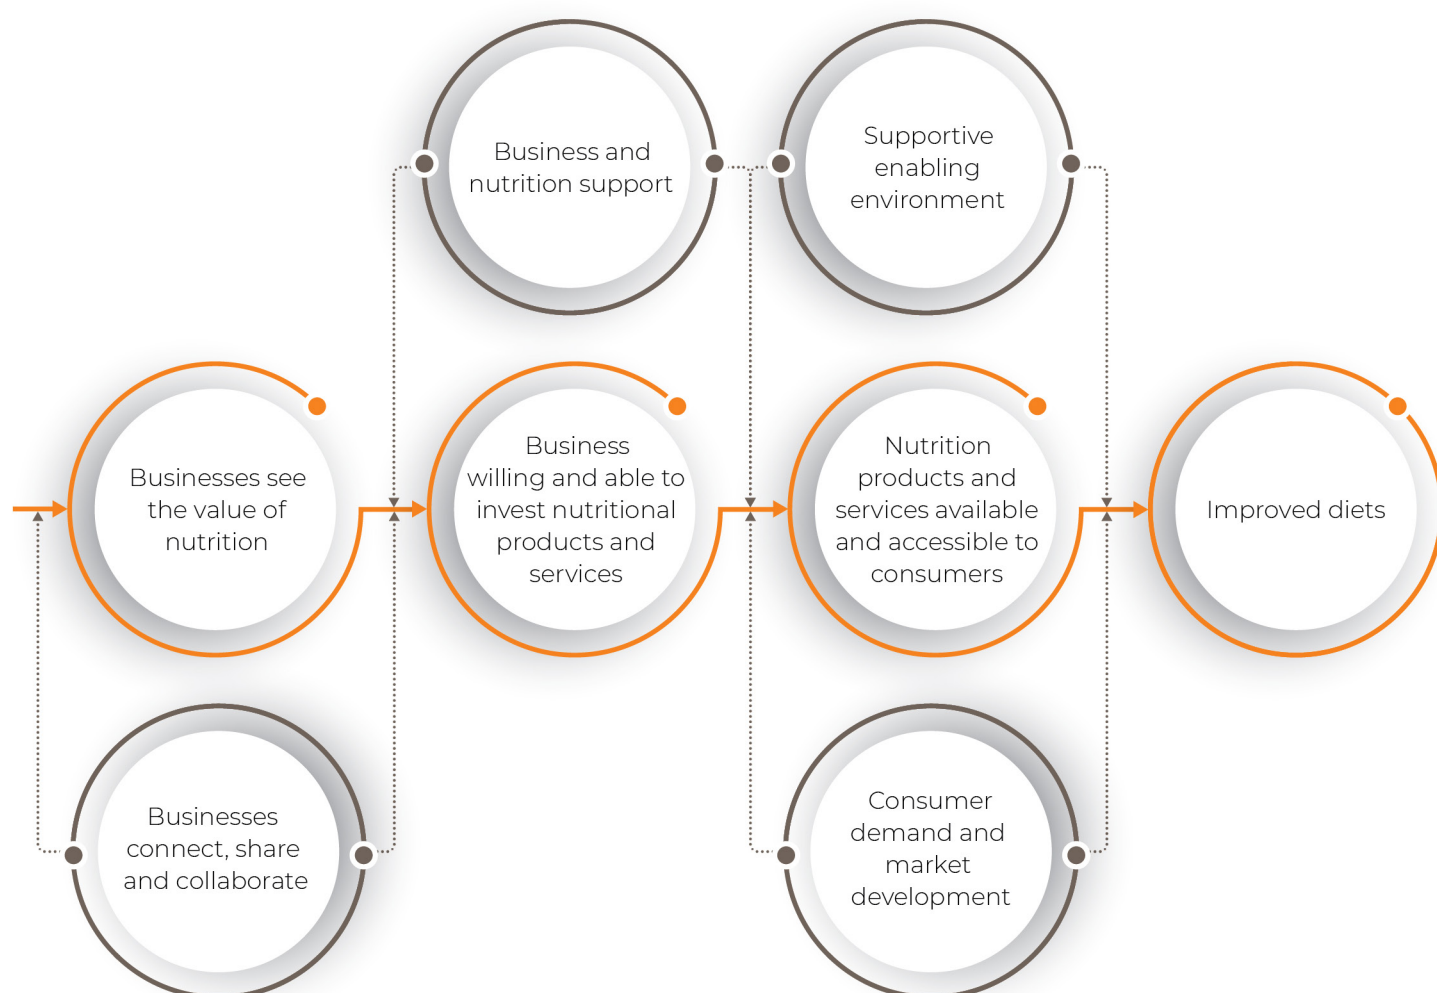 Business and
nutrition support
Supportive
enabling
environment
Businesses see
the value of
nutrition
Business
willing and able to
invest nutritional
products and
services
Nutrition
products and
services available
and accessible to
consumers
Improved diets
Businesses
connect, share
and collaborate
Consumer
demand and
market
development